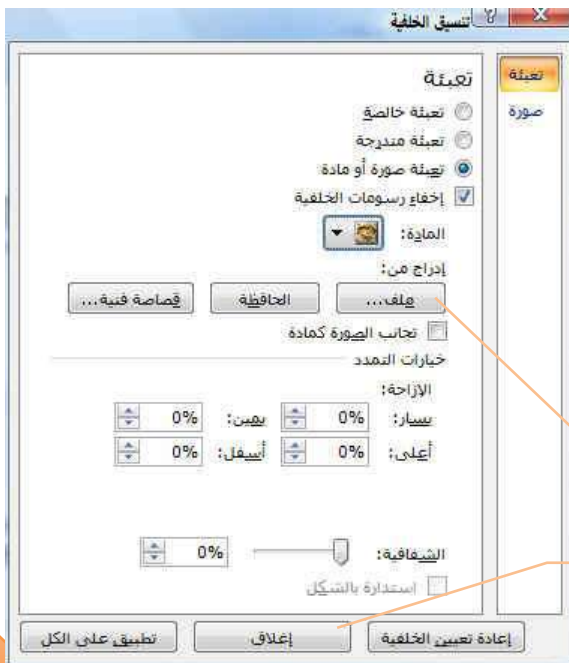 تنسيق الخلفية
تعبئة
صورة
تعبئة
تعبئة خالصة
تعبئة متدرجة
تعبئة صورة أو مادة
إخفاء رسومات الخلفية
المادة:
إدراج من:
ملف... الحافظة قصاصة فنية...
تجانب الصورة كمادة
خيارات التمدد
الإزاحة:
يسار: 0% يمين: 0%
أعلى: 0% أسفل: 0%
الشفافية: 0%
استدارة بالشكل
إعادة تعيين الخلفية إغلاق تطبيق على الكل